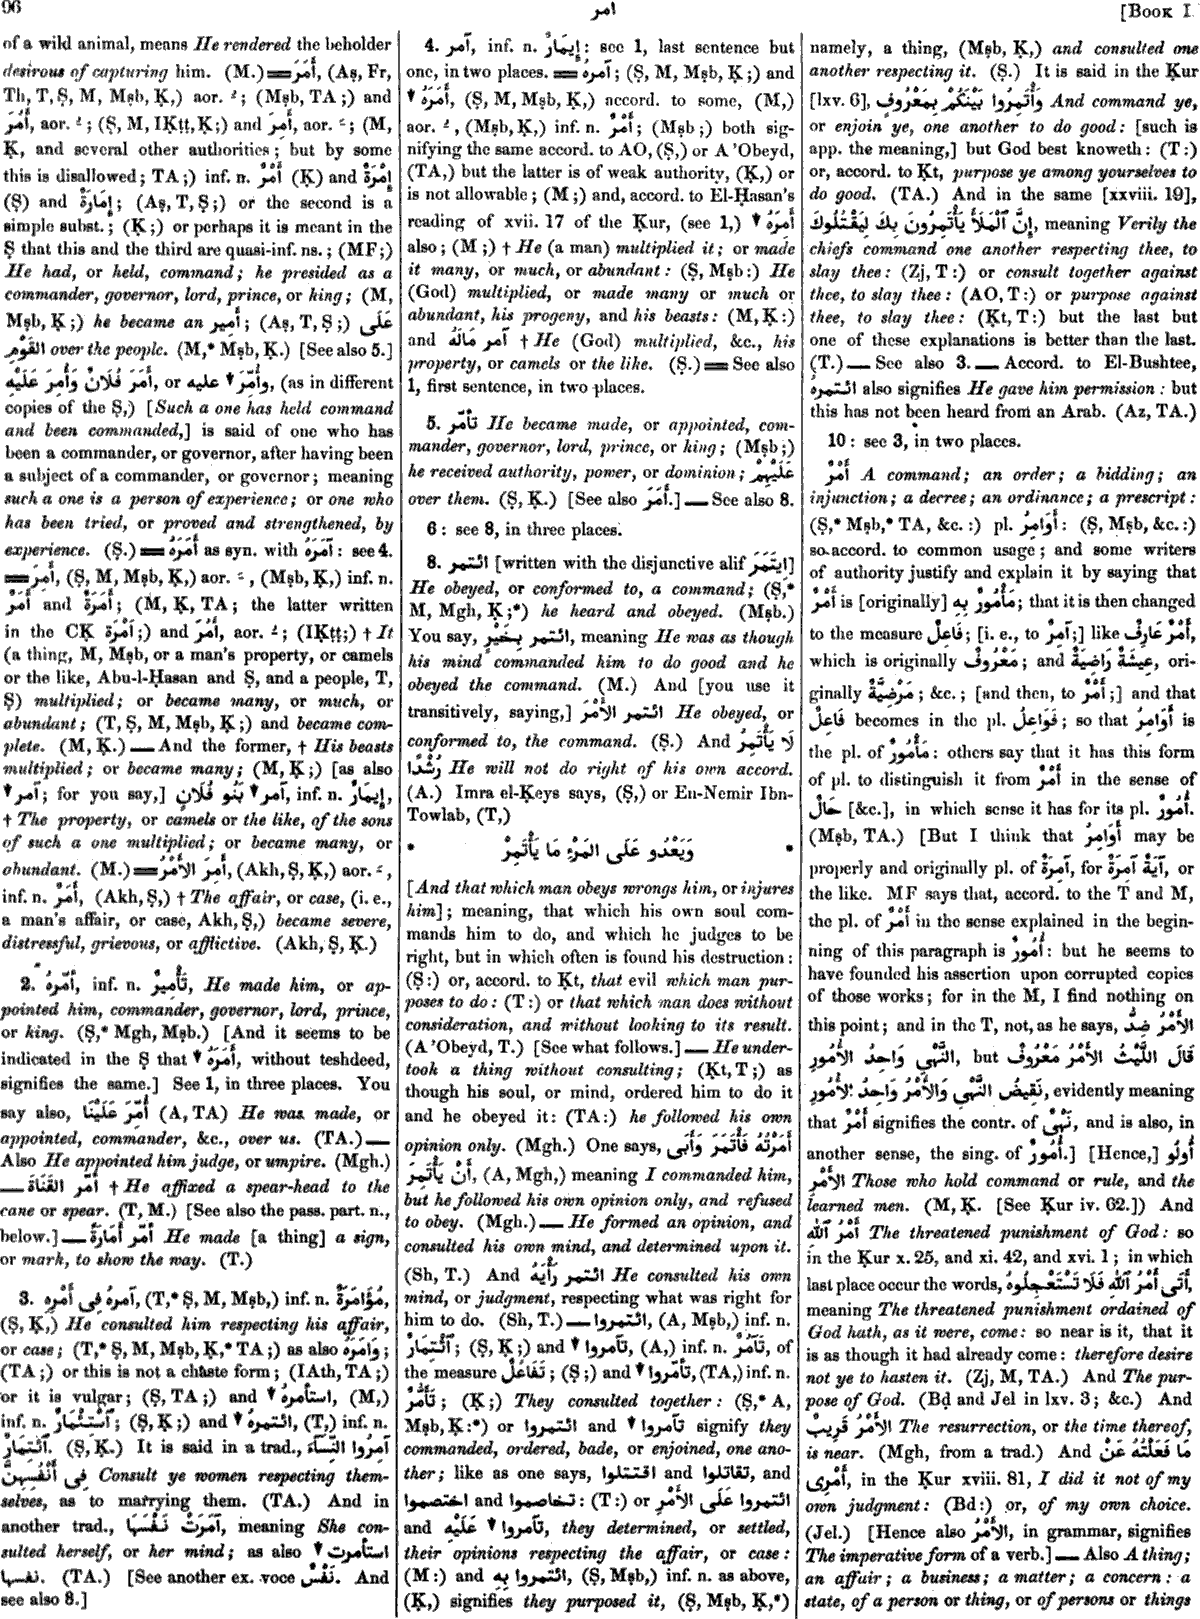 96
امر
[BOOK I.
of a wild animal, means He rendered the beholder
desirous of capturing him. (M.) ═ أَمَرَ, (Aṣ, Fr,
Th, T, Ṣ, M, Mṣb, Ḳ,) aor. ; (Mṣb, TA;) and
أَمُرَ, aor. ; (Ṣ, M, IḲṭṭ, Ḳ;) and أَمِرَ, aor. ; (M,
Ḳ, and several other authorities; but by some
this is disallowed; TA;) inf. n. أَمْرٌ (Ḳ) and إِمْرَةٌ
(Ṣ) and إِمَارَةٌ; (Aṣ, T, Ṣ;) or the second is a
simple subst.; (Ḳ;) or perhaps it is meant in the
Ṣ that this and the third are quasi-inf. ns.; (MF;)
He had, or held, command; he presided as a
commander, governor, lord, prince, or king; (M,
Mṣb, Ḳ;) he became an أَمِير; (Aṣ, T, Ṣ;) عَلَى
القَوْمِ over the people. (M,* Mṣb, Ḳ.) [See also 5.]
أَمَرَ فُلَانٌ وَأُمِرَ عَلَيْهِ, or وَأُمِّرَ ▼ عليه, (as in different
copies of the Ṣ,) [Such a one has held command
and been commanded,] is said of one who has
been a commander, or governor, after having been
a subject of a commander, or governor; meaning
such a one is a person of experience; or one who
has been tried, or proved and strengthened, by
experience. (Ṣ.) ═ أَمَرَهُ as syn. with آمَرَهُ: see 4.
═ أَمِرَ, (Ṣ, M, Mṣb, Ḳ,) aor. , (Mṣb, Ḳ,) inf. n.
أَمَرٌ and أَمَرَةٌ; (M, Ḳ, TA; the latter written
in the CḲ اَمْرَة;) and أَمُرَ, aor. ; (IḲṭṭ;) † It
(a thing, M, Mṣb, or a man's property, or camels
or the like, Abu-l-Ḥasan and Ṣ, and a people, T,
Ṣ) multiplied; or became many, or much, or
abundant; (T, Ṣ, M, Mṣb, Ḳ;) and became com-
plete. (M, Ḳ.) — And the former, † His beasts
multiplied; or became many; (M, Ḳ;) [as also
▼ آمر; for you say,] آمر ▼ بَنُو فُلَانٍ, inf. n. إِيمَارٌ,
† The property, or camels or the like, of the sons
of such a one multiplied; or became many, or
abundant. (M.) ═ أَمِرَ الأَمْرُ, (Akh, Ṣ, Ḳ,) aor. ,
inf. n. أَمَرٌ, (Akh, Ṣ,) † The affair, or case, (i. e.,
a man's affair, or case, Akh, Ṣ,) became severe,
distressful, grievous, or afflictive. (Akh, Ṣ, Ḳ.)
2. أمّرهُ, inf. n. تَأْمِيرٌ, He made him, or ap-
pointed him, commander, governor, lord, prince,
or king. (Ṣ,* Mgh, Mṣb.) [And it seems to be
indicated in the Ṣ that ▼ أَمَرَهُ, without teshdeed,
signifies the same.] See 1, in three places. You
say also, أُمِّرَ عَلَيْنَا (A, TA) He was made, or
appointed, commander, &c., over us. (TA.) —
Also He appointed him judge, or umpire. (Mgh.)
— أمّر القَنَاةَ † He affixed a spear-head to the
cane or spear. (T, M.) [See also the pass. part. n.,
below.] — أمّر أَمَارَةً He made [a thing] a sign,
or mark, to show the way. (T.)
3. آمرهُ فِى أَمْرِهِ, (T,* Ṣ, M, Mṣb,) inf. n. مُؤَامَرَةٌ,
(Ṣ, Ḳ,) He consulted him respecting his affair,
or case; (T,* Ṣ, M, Mṣb, Ḳ,* TA;) as also وَامَرَهُ;
(TA;) or this is not a chaste form; (IAth, TA;)
or it is vulgar; (Ṣ, TA;) and ▼ استأمرهُ, (M,)
inf. n. ٱسْتِئْمَارٌ; (Ṣ, Ḳ;) and ▼ ائتمرهُ, (T,) inf. n.
ٱئْتِمَارٌ. (Ṣ, Ḳ.) It is said in a trad., آمِرُوا النِّسَآءَ
فِى أَنْفُسِهِنَّ Consult ye women respecting them-
selves, as to marrying them. (TA.) And in
another trad., آمَرَتْ نَفْسَهَا, meaning She con-
sulted herself, or her mind; as also ▼ استأمرت
نفسها. (TA.) [See another ex. voce نَفْسٌ. And
see also 8.]
4. آمر, inf. n. إِيمَارٌ: see 1, last sentence but
one, in two places. ═ آمرهُ; (Ṣ, M, Mṣb, Ḳ;) and
▼ أَمَرَهُ, (Ṣ, M, Mṣb, Ḳ,) accord. to some, (M,)
aor. , (Mṣb, Ḳ,) inf. n. أَمْرٌ; (Mṣb;) both sig-
nifying the same accord. to AO, (Ṣ,) or A 'Obeyd,
(TA,) but the latter is of weak authority, (Ḳ,) or
is not allowable; (M;) and, accord. to El-Ḥasan's
reading of xvii. 17 of the Ḳur, (see 1,) ▼ أَمِرَهُ
also; (M;) † He (a man) multiplied it; or made
it many, or much, or abundant: (Ṣ, Mṣb:) He
(God) multiplied, or made many or much or
abundant, his progeny, and his beasts: (M, Ḳ:)
and آمر مَالَهُ † He (God) multiplied, &c., his
property, or camels or the like. (Ṣ.) ═ See also
1, first sentence, in two places.
5. تأمّر He became made, or appointed, com-
mander, governor, lord, prince, or king; (Mṣb;)
he received authority, power, or dominion; عَلَيْهِمْ
over them. (Ṣ, Ḳ.) [See also أَمَرَ.] — See also 8.
6: see 8, in three places.
8. ائتمر [written with the disjunctive alif اِيتَمَرَ]
He obeyed, or conformed to, a command; (Ṣ,*
M, Mgh, Ḳ;*) he heard and obeyed. (Mṣb.)
You say, ائتمر بِخَيْرٍ, meaning He was as though
his mind commanded him to do good and he
obeyed the command. (M.) And [you use it
transitively, saying,] ائتمر الأَمْرَ He obeyed, or
conformed to, the command. (Ṣ.) And لَا يَأْتَمِرُ
رُشْدًا He will not do right of his own accord.
(A.) Imra el-Ḳeys says, (Ṣ,) or En-Nemir Ibn-
Towlab, (T,)
* وَيَعْدُو عَلَى المَرْءِ مَا يَأْتَمِرْ *
[And that which man obeys wrongs him, or injures
him]; meaning, that which his own soul com-
mands him to do, and which he judges to be
right, but in which often is found his destruction:
(Ṣ:) or, accord. to Ḳt, that evil which man pur-
poses to do: (T:) or that which man does without
consideration, and without looking to its result.
(A 'Obeyd, T.) [See what follows.] — He under-
took a thing without consulting; (Ḳt, T;) as
though his soul, or mind, ordered him to do it
and he obeyed it: (TA:) he followed his own
opinion only. (Mgh.) One says, أَمَرْتُهُ فَأْتَمَرَ وَأَبَى
أَنْ يَأْتَمِرَ, (A, Mgh,) meaning I commanded him,
but he followed his own opinion only, and refused
to obey. (Mgh.) — He formed an opinion, and
consulted his own mind, and determined upon it.
(Sh, T.) And ائتمر رَأْيَهُ He consulted his own
mind, or judgment, respecting what was right for
him to do. (Sh, T.) — ائتمروا, (A, Mṣb,) inf. n.
ٱئْتِمَارٌ; (Ṣ, Ḳ;) and ▼ تآمروا, (A,) inf. n. تَآمُرٌ, of
the measure تَفَاعُلٌ; (Ṣ;) and ▼ تأمّروا, (TA,) inf. n.
تَأَمُّرٌ; (Ḳ;) They consulted together: (Ṣ,* A,
Mṣb, Ḳ:*) or ائتمروا and ▼ تآمروا signify they
commanded, ordered, bade, or enjoined, one ano-
ther; like as one says, اقتتلوا and تقاتلوا, and
اختصموا and تخاصموا: (T:) or ائتمروا عَلَى الأَمْرِ
and تآمروا ▼ عَلَيْهِ, they determined, or settled,
their opinions respecting the affair, or case:
(M:) and ائتمروا بِهِ, (Ṣ, Mṣb,) inf. n. as above,
(Ḳ,) signifies they purposed it, (Ṣ, Mṣb, Ḳ,*)
namely, a thing, (Mṣb, Ḳ,) and consulted one
another respecting it. (Ṣ.) It is said in the Ḳur
[lxv. 6], وَأْتَمِرُوا بَيْنَكُمْ بِمَعْرُوفٍ And command ye,
or enjoin ye, one another to do good: [such is
app. the meaning,] but God best knoweth: (T:)
or, accord. to Ḳt, purpose ye among yourselves to
do good. (TA.) And in the same [xxviii. 19],
إِنَّ ٱلْمَلَأَ يَأْتَمِرُونَ بِكَ لِيَقْتُلُوكَ, meaning Verily the
chiefs command one another respecting thee, to
slay thee: (Zj, T:) or consult together against
thee, to slay thee: (AO, T:) or purpose against
thee, to slay thee: (Ḳt, T:) but the last but
one of these explanations is better than the last.
(T.) — See also 3. — Accord. to El-Bushtee,
ائتمرهُ also signifies He gave him permission: but
this has not been heard from an Arab. (Az, TA.)
10: see 3, in two places.
أَمْرٌ A command; an order; a bidding; an
injunction; a decree; an ordinance; a prescript:
(Ṣ,* Mṣb,* TA, &c.:) pl. أَوَامِرُ: (Ṣ, Mṣb, &c.:)
so accord. to common usage; and some writers
of authority justify and explain it by saying that
أَمْرٌ is [originally] مَأْمُورٌ بِهِ; that it is then changed
to the measure فَاعِلٌ; [i. e., to آمِرٌ;] like أَمْرٌ عَارِفٌ,
which is originally مَعْرُوفٌ; and عِيشَةٌ رَاضِيَةٌ, ori-
ginally مَرْضِيَّةٌ; &c.; [and then, to أَمْرٌ;] and that
فَاعِلٌ becomes in the pl. فَوَاعِلُ; so that أَوَامِرُ is
the pl. of مَأْمُورٌ: others say that it has this form
of pl. to distinguish it from أَمْرٌ in the sense of
حَالٌ [&c.], in which sense it has for its pl. أُمُورٌ.
(Mṣb, TA.) [But I think that أَوَامِرُ may be
properly and originally pl. of آمِرَةٌ, for آيَةٌ آمِرَةٌ, or
the like. MF says that, accord. to the T and M,
the pl. of أَمْرٌ in the sense explained in the begin-
ning of this paragraph is أُمُورٌ: but he seems to
have founded his assertion upon corrupted copies
of those works; for in the M, I find nothing on
this point; and in the T, not, as he says, الأَمْرُ ضِدُّ
النَّهْىِ وَاحِدُ الأُمُورِ, but قَالَ اللَّيْثُ الأَمْرُ مَعْرُوفٌ
نَقِيضُ النَّهْىِ وَالأَمْرُ وَاحِدُ الأُمُورِ, evidently meaning
that أَمْرٌ signifies the contr. of نَهْىٌ, and is also, in
another sense, the sing. of أُمُورٌ.] [Hence,] أُولُو
الأَمْرِ Those who hold command or rule, and the
learned men. (M, Ḳ. [See Ḳur iv. 62.]) And
أَمْرُ ٱللّٰهِ The threatened punishment of God: so
in the Ḳur x. 25, and xi. 42, and xvi. 1; in which
last place occur the words, أَتَى أَمْرُ ٱللّٰهِ فَلَا تَسْتَعْجِلُوهُ,
meaning The threatened punishment ordained of
God hath, as it were, come: so near is it, that it
is as though it had already come: therefore desire
not ye to hasten it. (Zj, M, TA.) And The pur-
pose of God. (Bḍ and Jel in lxv. 3; &c.) And
الأَمْرُ قَرِيبٌ The resurrection, or the time thereof,
is near. (Mgh, from a trad.) And مَا فَعَلْتُهُ عَنْ
أَمْرِى, in the Ḳur xviii. 81, I did it not of my
own judgment: (Bḍ:) or, of my own choice.
(Jel.) [Hence also الأَمْرُ, in grammar, signifies
The imperative form of a verb.] — Also A thing;
an affair; a business; a matter; a concern: a
state, of a person or thing, or of persons or things